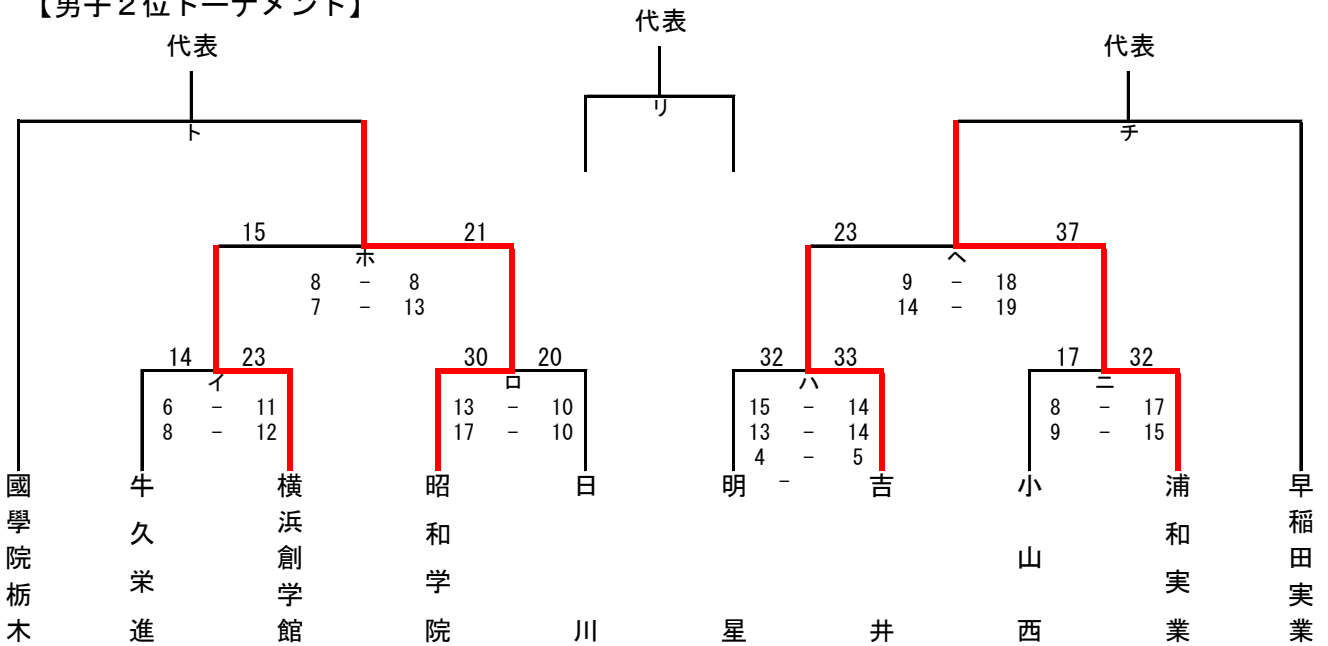 【男子２位トーナメント】
代表
代表
代表
リ
ト
チ
15 21
23 37
ホ
ヘ
8 － 8
9 － 18
7 － 13
14 － 19
14 23
30 20
32 33
17 32
イ
ロ
ハ
ニ
6 － 11
13 － 10
15 － 14
8 － 17
8 － 12
17 － 10
13 － 14
9 － 15
4 － 5
－
國學院栃木
牛久栄進
横浜創学館
昭和学院
日川
明星
吉井
小山西
浦和実業
早稲田実業